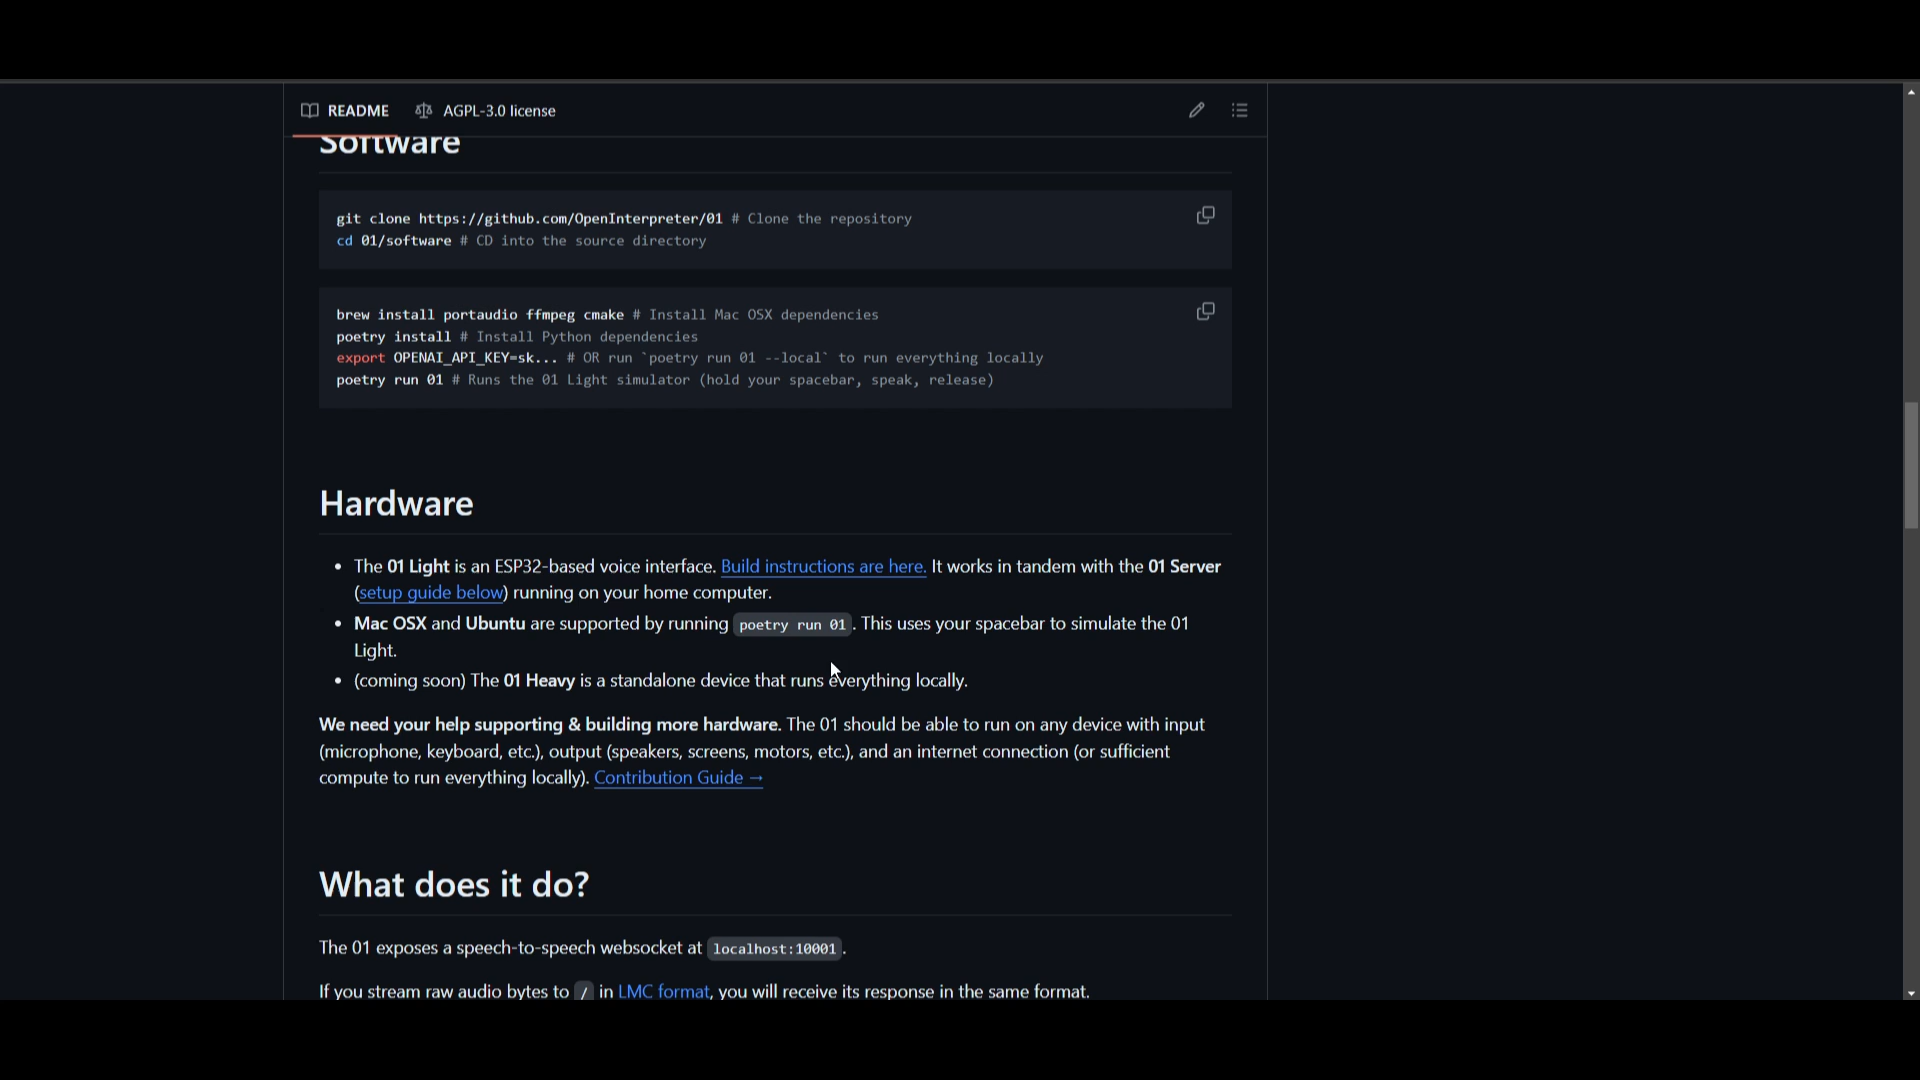 README AGPL-3.0 license
Software
git clone https://github.com/OpenInterpreter/01 # Clone the repository
cd 01/software # CD into the source directory
brew install portaudio ffmpeg cmake # Install Mac OSX dependencies
poetry install # Install Python dependencies
export OPENAI_API_KEY=sk... # OR run `poetry run 01 --local` to run everything locally
poetry run 01 # Runs the 01 Light simulator (hold your spacebar, speak, release)
Hardware
• The 01 Light is an ESP32-based voice interface. Build instructions are here. It works in tandem with the 01 Server
(setup guide below) running on your home computer.
• Mac OSX and Ubuntu are supported by running poetry run 01. This uses your spacebar to simulate the 01
Light.
• (coming soon) The 01 Heavy is a standalone device that runs everything locally.
We need your help supporting & building more hardware. The 01 should be able to run on any device with input
(microphone, keyboard, etc.), output (speakers, screens, motors, etc.), and an internet connection (or sufficient
compute to run everything locally). Contribution Guide →
What does it do?
The 01 exposes a speech-to-speech websocket at localhost:10001.
If you stream raw audio bytes to / in LMC format, you will receive its response in the same format.